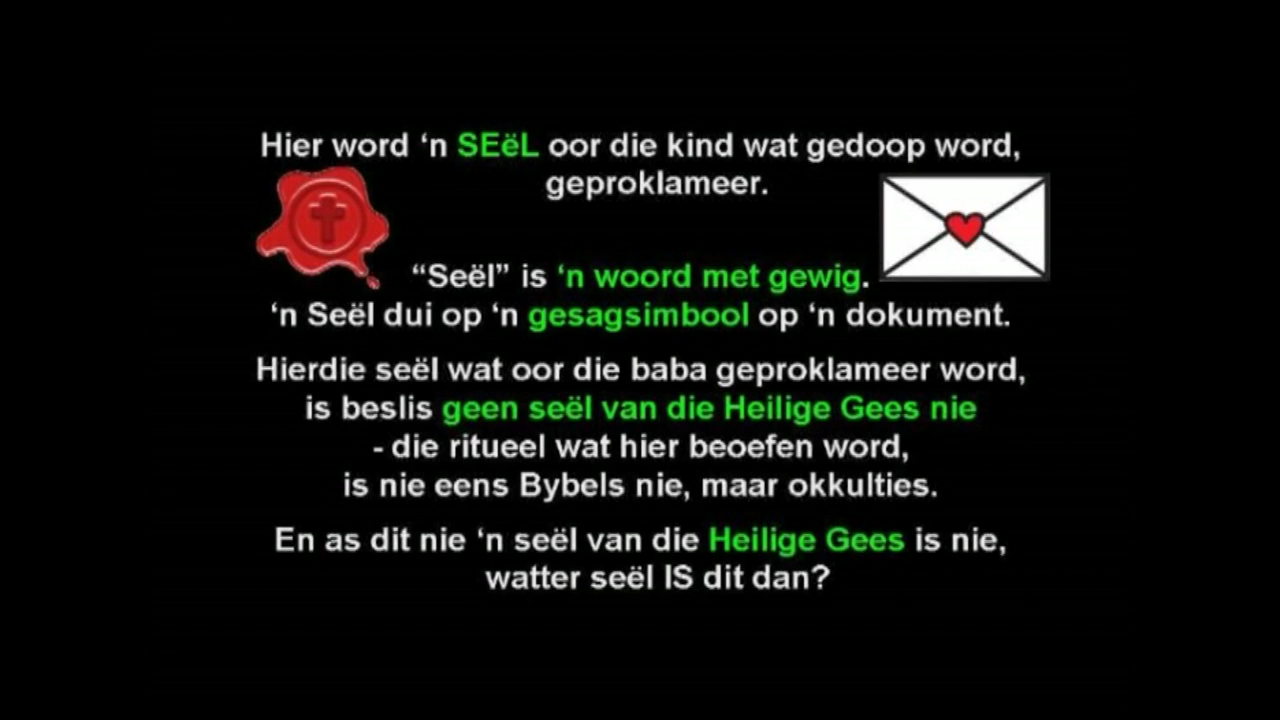 Hier word ‘n SEëL oor die kind wat gedoop word,
geproklameer.
“Seël” is ‘n woord met gewig.
‘n Seël dui op ‘n gesagsimbool op ‘n dokument.
Hierdie seël wat oor die baba geproklameer word,
is beslis geen seël van die Heilige Gees nie
- die ritueel wat hier beoefen word,
is nie eens Bybels nie, maar okkulties.
En as dit nie ‘n seël van die Heilige Gees is nie,
watter seël IS dit dan?